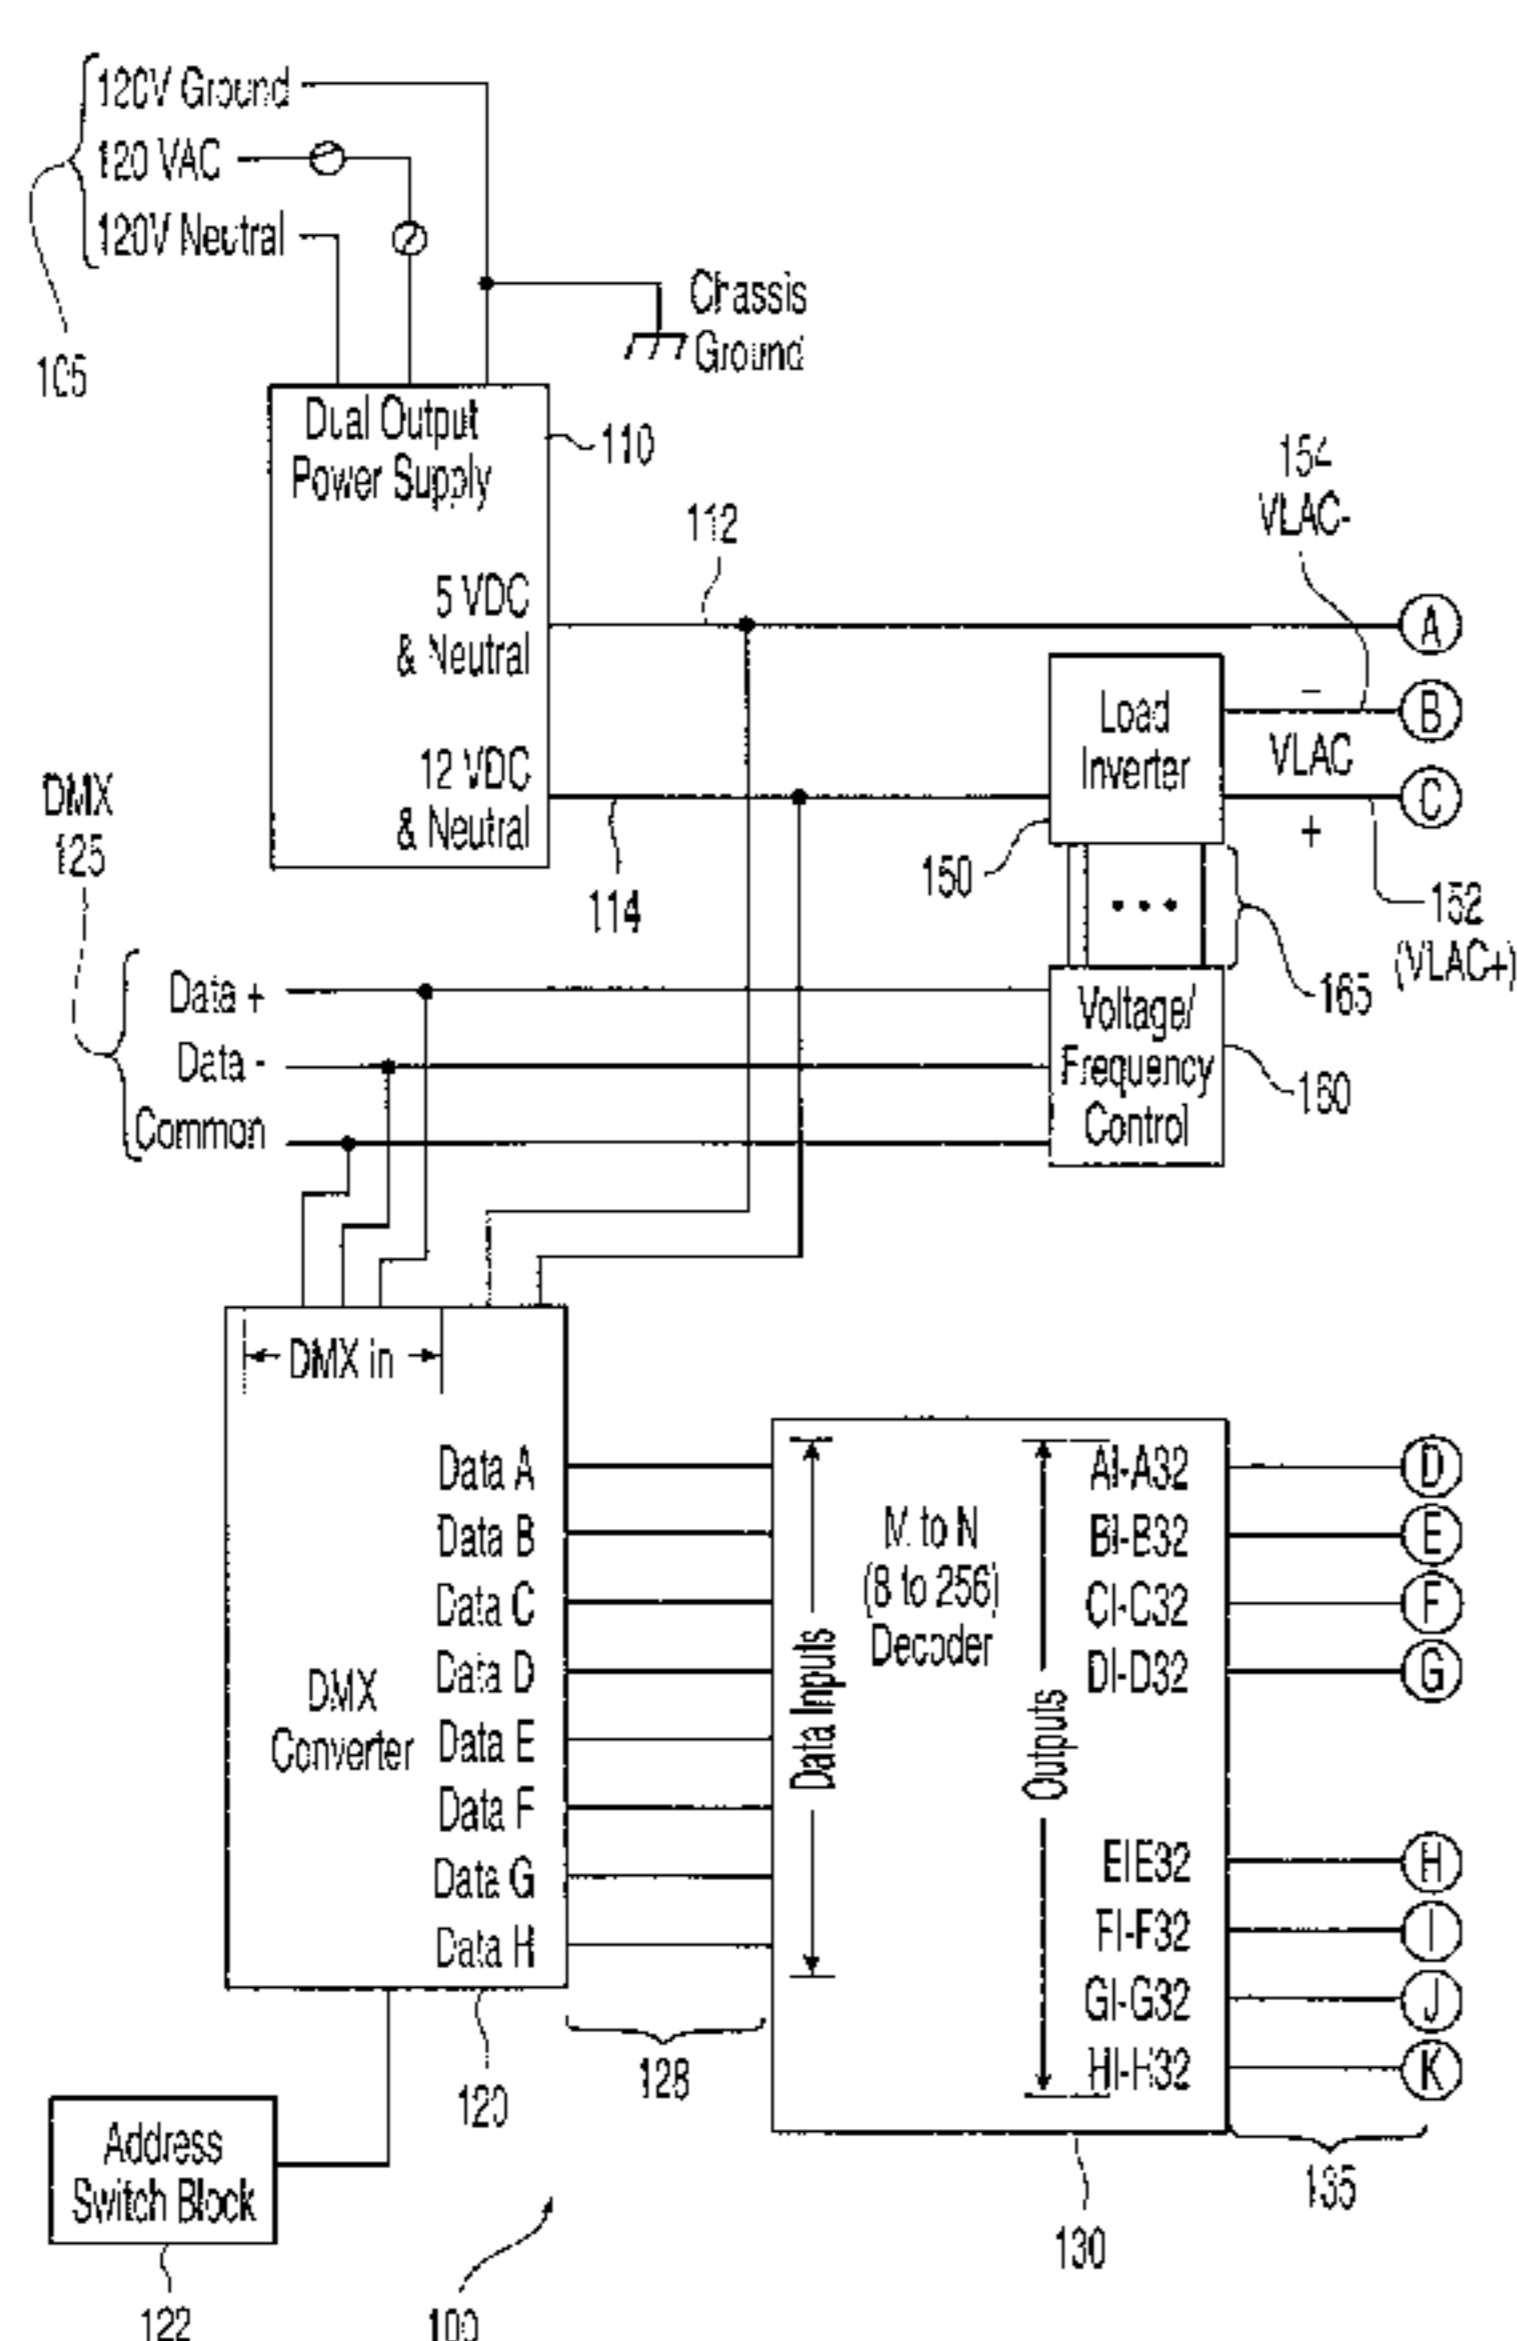 120V Ground
120 VAC
120V Neutral
105
Chassis
Ground
Dual Output
Power Supply
110
5 VDC
& Neutral
12 VDC
& Neutral
112
114
154
VLAC-
A
Load
Inverter
–
B
VLAC
C
+
150
152
(VLAC+)
165
DMX
125
Data +
Data -
Common
Voltage/
Frequency
Control
160
DMX in
Data A
Data B
Data C
Data D
Data E
Data F
Data G
Data H
DMX
Converter
Data Inputs
M to N
(8 to 256)
Decoder
Outputs
AI-A32
BI-B32
CI-C32
DI-D32
EIE32
FI-F32
GI-G32
HI-H32
D
E
F
G
H
I
J
K
128
120
135
130
Address
Switch Block
122
100